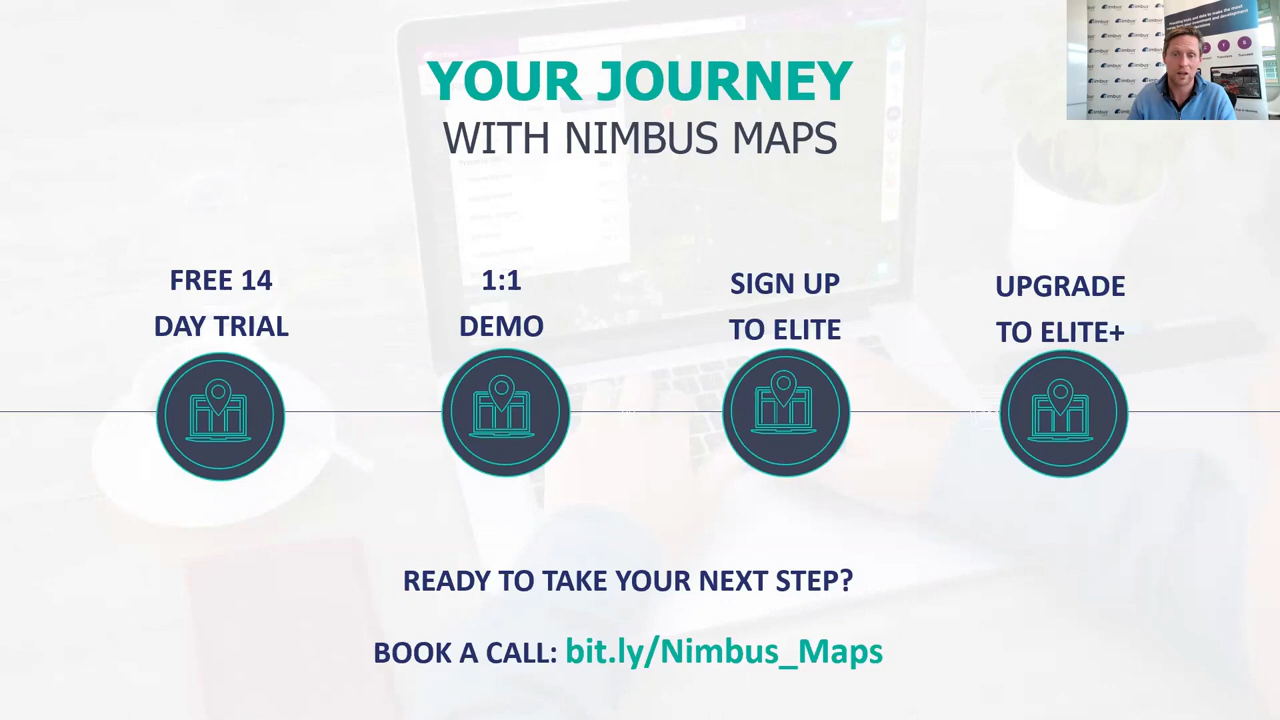 YOUR JOURNEY
WITH NIMBUS MAPS
FREE 14
DAY TRIAL
1:1
DEMO
SIGN UP
TO ELITE
UPGRADE
TO ELITE+
READY TO TAKE YOUR NEXT STEP?
BOOK A CALL: bit.ly/Nimbus_Maps
nimbus